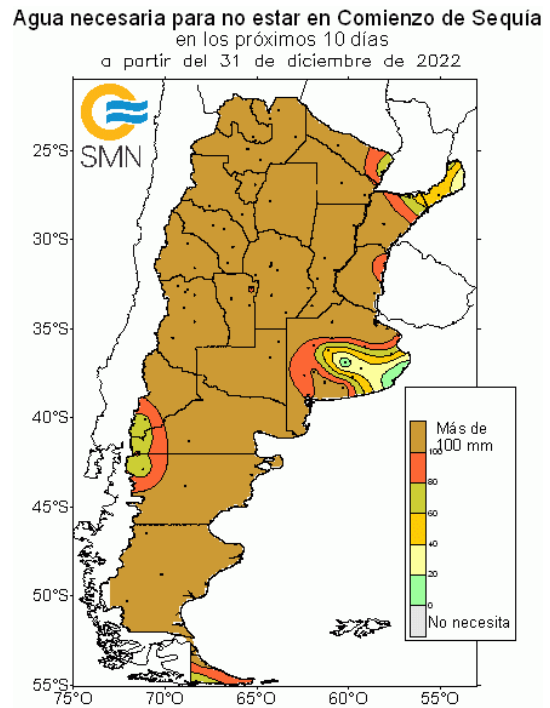 Agua necesaria para no estar en Comienzo de Sequía
en los próximos 10 días
a partir del 31 de diciembre de 2022
SMN
25°S
30°S
35°S
40°S
45°S
50°S
55°S
75°O 70°O 65°O 60°O 55°O
Más de
100 mm
100
80
60
40
20
0
No necesita